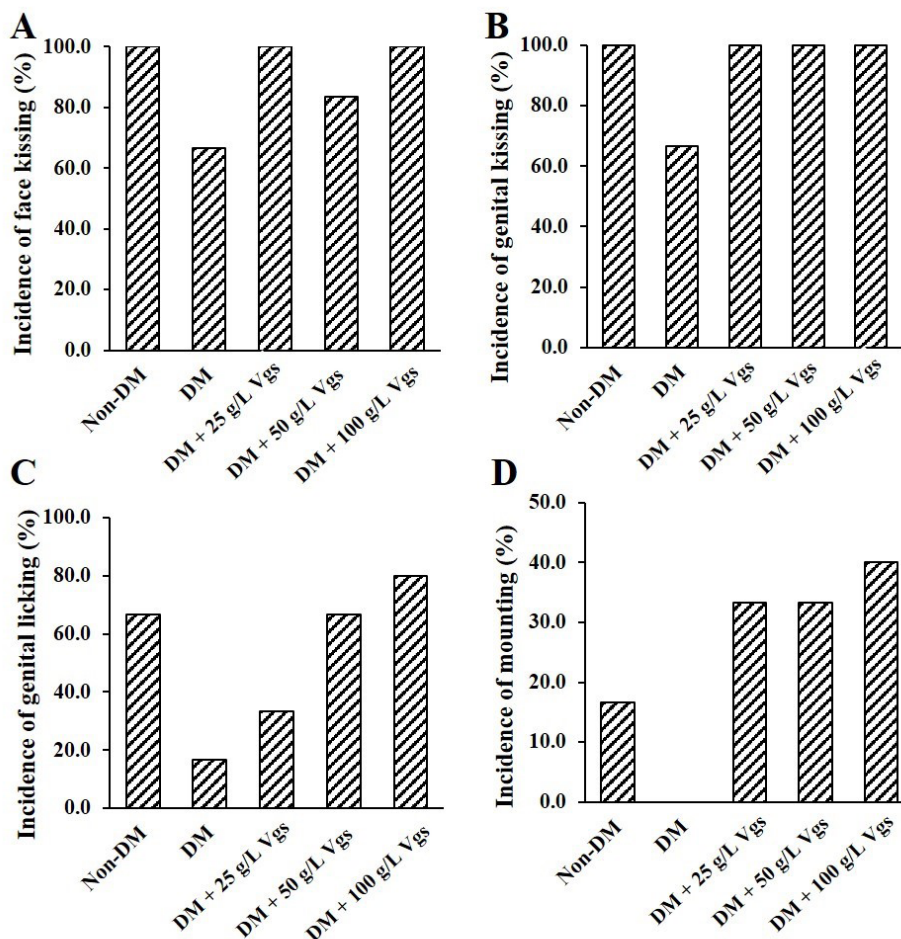 A
Incidence of face kissing (%)
100.0
80.0
60.0
40.0
20.0
0.0
Non-DM
DM
DM + 25 g/L Vgs
DM + 50 g/L Vgs
DM + 100 g/L Vgs
B
Incidence of genital kissing (%)
100.0
80.0
60.0
40.0
20.0
0.0
Non-DM
DM
DM + 25 g/L Vgs
DM + 50 g/L Vgs
DM + 100 g/L Vgs
C
Incidence of genital licking (%)
100.0
80.0
60.0
40.0
20.0
0.0
Non-DM
DM
DM + 25 g/L Vgs
DM + 50 g/L Vgs
DM + 100 g/L Vgs
D
Incidence of mounting (%)
50.0
40.0
30.0
20.0
10.0
0.0
Non-DM
DM
DM + 25 g/L Vgs
DM + 50 g/L Vgs
DM + 100 g/L Vgs